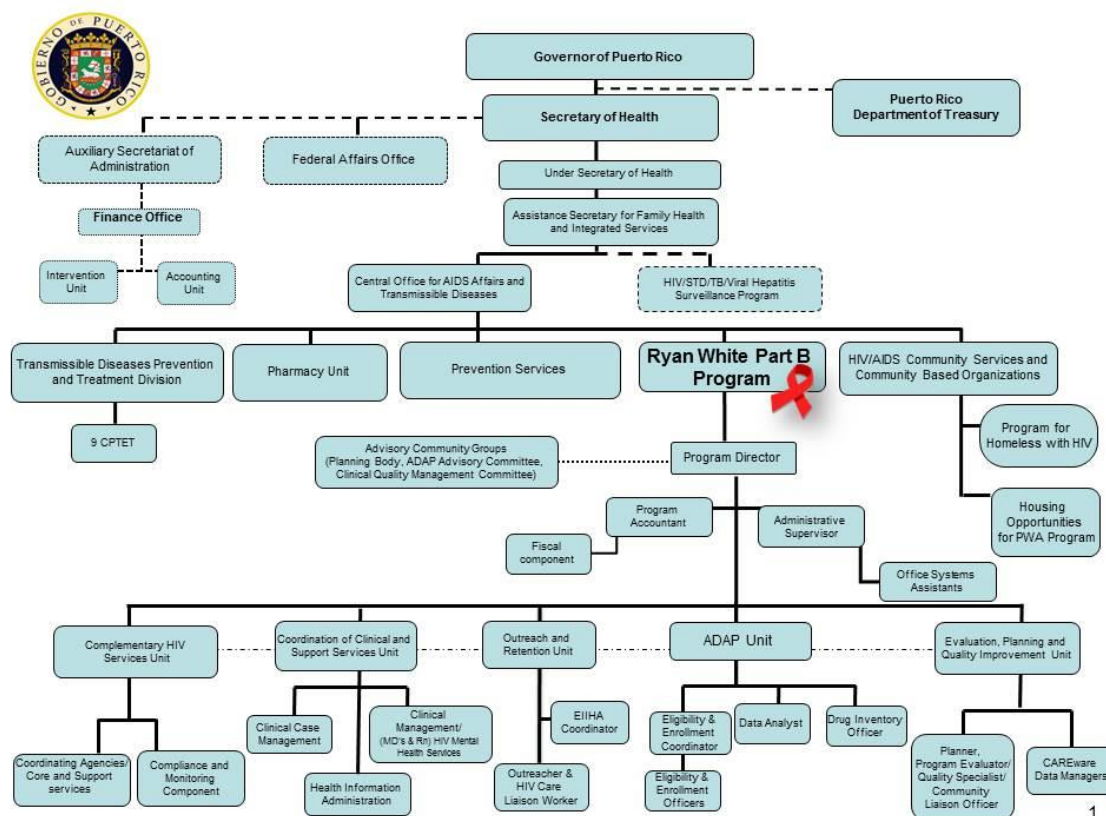 GOBIERNO DE PUERTO RICO
Governor of Puerto Rico
Puerto Rico
Department of Treasury
Secretary of Health
Auxiliary Secretariat of
Administration
Federal Affairs Office
Under Secretary of Health
Finance Office
Assistance Secretary for Family Health
and Integrated Services
Intervention
Unit
Accounting
Unit
Central Office for AIDS Affairs and
Transmissible Diseases
HIV/STD/TB/Viral Hepatitis
Surveillance Program
Transmissible Diseases Prevention
and Treatment Division
Pharmacy Unit
Prevention Services
Ryan White Part B
Program
HIV/AIDS Community Services and
Community Based Organizations
9 CPTET
Program for
Homeless with HIV
Advisory Community Groups
(Planning Body, ADAP Advisory Committee,
Clinical Quality Management Committee)
Program Director
Housing
Opportunities
for PWA Program
Program
Accountant
Administrative
Supervisor
Fiscal
component
Office Systems
Assistants
Complementary HIV
Services Unit
Coordination of Clinical and
Support Services Unit
Outreach and
Retention Unit
ADAP Unit
Evaluation, Planning and
Quality Improvement Unit
Clinical Case
Management
Clinical
Management/
(MD's & Rn) HIV Mental
Health Services
EIIHA
Coordinator
Eligibility &
Enrollment
Coordinator
Data Analyst
Drug Inventory
Officer
Coordinating Agencies/
Core and Support
services
Compliance and
Monitoring
Component
Health Information
Administration
Outreacher &
HIV Care
Liaison Worker
Eligibility &
Enrollment
Officers
Planner,
Program Evaluator/
Quality Specialist/
Community
Liaison Officer
CAREware
Data Managers
1